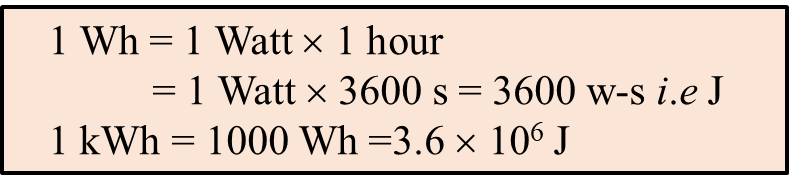 1 Wh = 1 Watt × 1 hour
= 1 Watt × 3600 s = 3600 w-s i.e J
1 kWh = 1000 Wh =3.6 × 10⁶ J